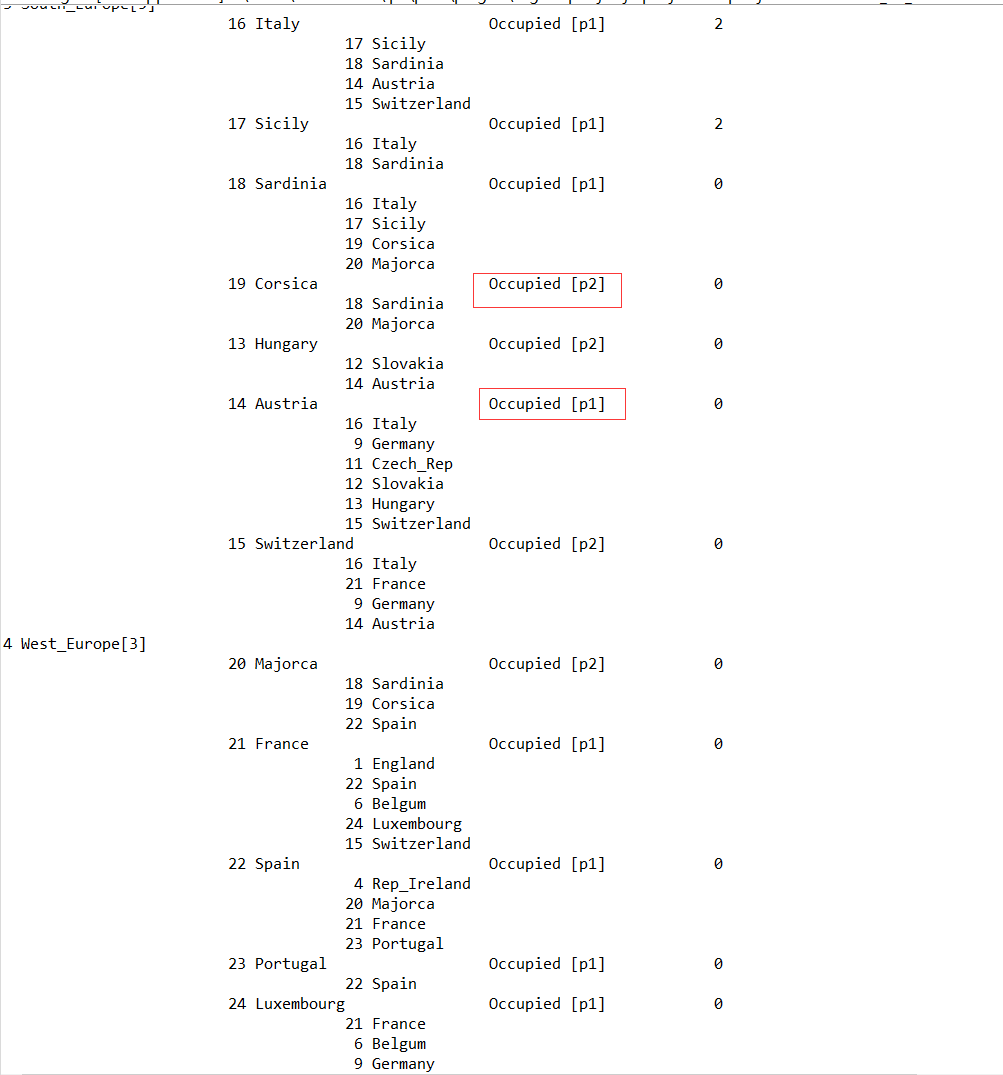 16 Italy Occupied [p1] 2
17 Sicily
18 Sardinia
14 Austria
15 Switzerland
17 Sicily Occupied [p1] 2
16 Italy
18 Sardinia
18 Sardinia Occupied [p1] 0
16 Italy
17 Sicily
19 Corsica
20 Majorca
19 Corsica Occupied [p2] 0
18 Sardinia
20 Majorca
13 Hungary Occupied [p2] 0
12 Slovakia
14 Austria
14 Austria Occupied [p1] 0
16 Italy
9 Germany
11 Czech_Rep
12 Slovakia
13 Hungary
15 Switzerland
15 Switzerland Occupied [p2] 0
16 Italy
21 France
9 Germany
14 Austria
4 West_Europe[3]
20 Majorca Occupied [p2] 0
18 Sardinia
19 Corsica
22 Spain
21 France Occupied [p1] 0
1 England
22 Spain
6 Belgum
24 Luxembourg
15 Switzerland
22 Spain Occupied [p1] 0
4 Rep_Ireland
20 Majorca
21 France
23 Portugal
23 Portugal Occupied [p1] 0
22 Spain
24 Luxembourg Occupied [p1] 0
21 France
6 Belgum
9 Germany